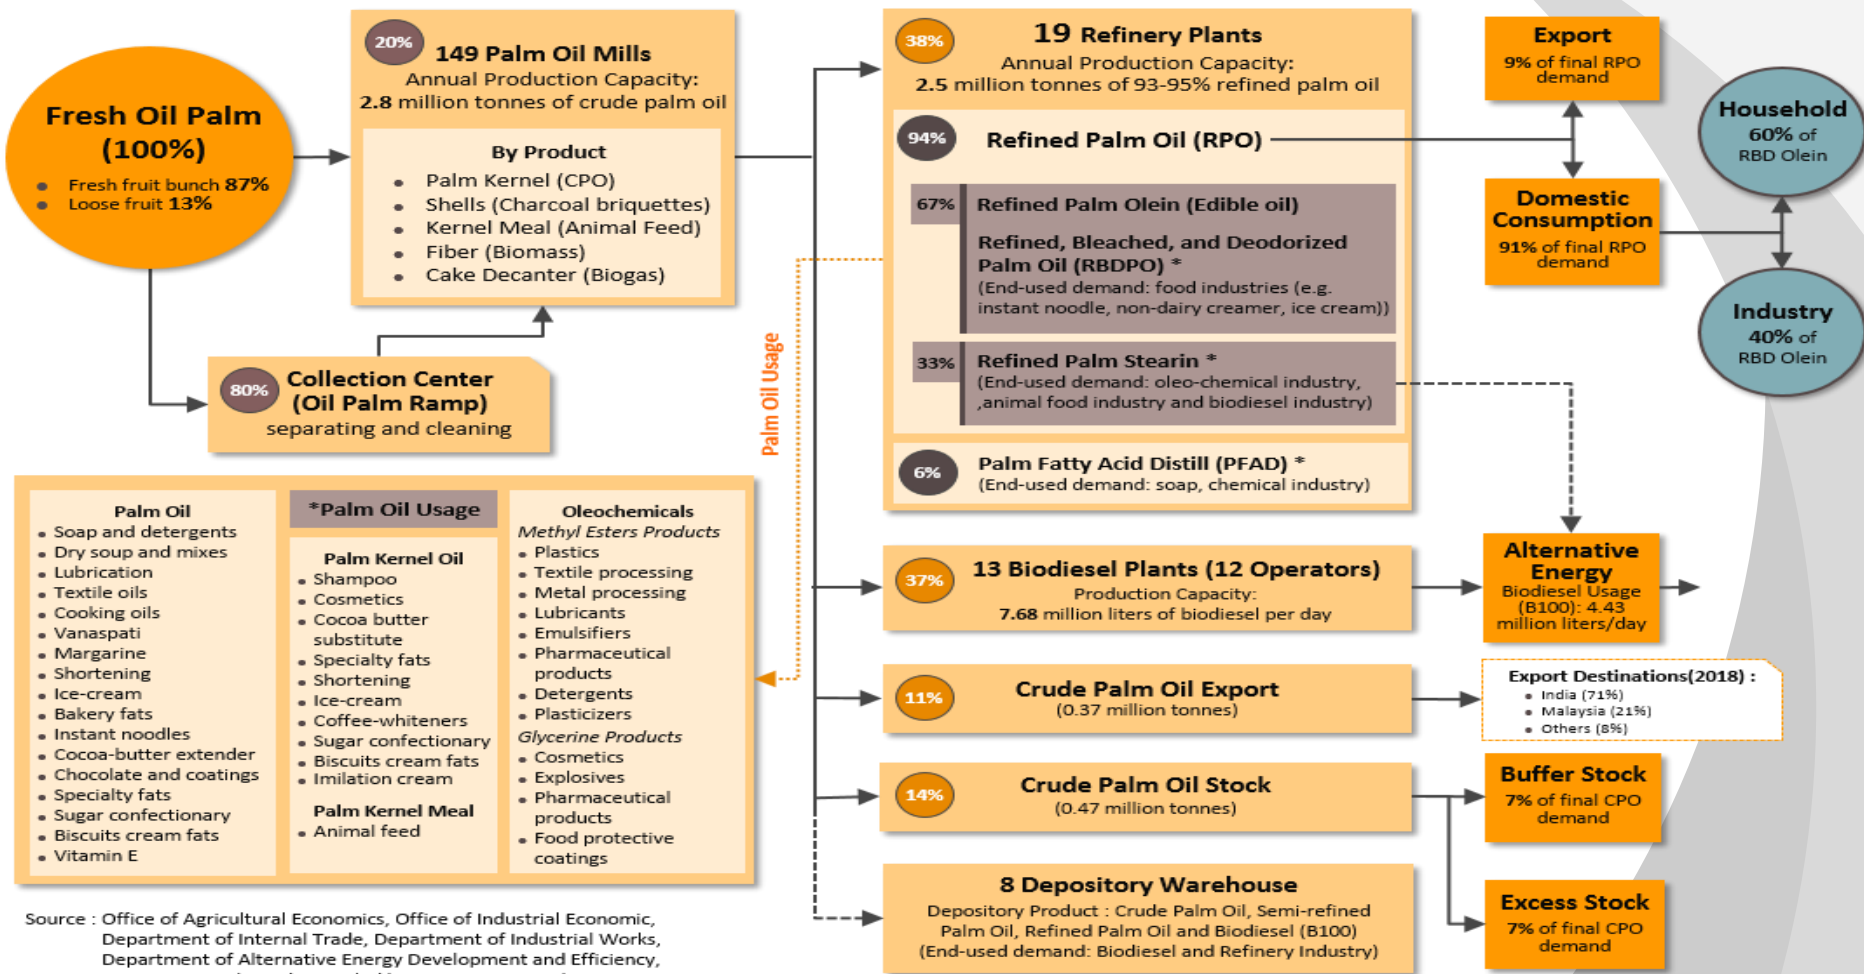 Fresh Oil Palm
(100%)
• Fresh fruit bunch 87%
• Loose fruit 13%
20%
149 Palm Oil Mills
Annual Production Capacity:
2.8 million tonnes of crude palm oil
By Product
• Palm Kernel (CPO)
• Shells (Charcoal briquettes)
• Kernel Meal (Animal Feed)
• Fiber (Biomass)
• Cake Decanter (Biogas)
80%
Collection Center
(Oil Palm Ramp)
separating and cleaning
38%
19 Refinery Plants
Annual Production Capacity:
2.5 million tonnes of 93-95% refined palm oil
94%
Refined Palm Oil (RPO)
67%
Refined Palm Olein (Edible oil)
Refined, Bleached, and Deodorized
Palm Oil (RBDPO) *
(End-used demand: food industries (e.g.
instant noodle, non-dairy creamer, ice cream))
33%
Refined Palm Stearin *
(End-used demand: oleo-chemical industry,
,animal food industry and biodiesel industry)
6%
Palm Fatty Acid Distill (PFAD) *
(End-used demand: soap, chemical industry)
Export
9% of final RPO
demand
Domestic
Consumption
91% of final RPO
demand
Household
60% of
RBD Olein
Industry
40% of
RBD Olein
Palm Oil Usage
37%
13 Biodiesel Plants (12 Operators)
Production Capacity:
7.68 million liters of biodiesel per day
Alternative
Energy
Biodiesel Usage
(B100): 4.43
million liters/day
11%
Crude Palm Oil Export
(0.37 million tonnes)
Export Destinations(2018) :
• India (71%)
• Malaysia (21%)
• Others (8%)
14%
Crude Palm Oil Stock
(0.47 million tonnes)
Buffer Stock
7% of final CPO
demand
Excess Stock
7% of final CPO
demand
8 Depository Warehouse
Depository Product : Crude Palm Oil, Semi-refined
Palm Oil, Refined Palm Oil and Biodiesel (B100)
(End-used demand: Biodiesel and Refinery Industry)
Palm Oil
• Soap and detergents
• Dry soup and mixes
• Lubrication
• Textile oils
• Cooking oils
• Vanaspati
• Margarine
• Shortening
• Ice-cream
• Bakery fats
• Instant noodles
• Cocoa-butter extender
• Chocolate and coatings
• Specialty fats
• Sugar confectionary
• Biscuits cream fats
• Vitamin E
*Palm Oil Usage
Palm Kernel Oil
• Shampoo
• Cosmetics
• Cocoa butter
substitute
• Specialty fats
• Shortening
• Ice-cream
• Coffee-whiteners
• Sugar confectionary
• Biscuits cream fats
• Imilation cream
Palm Kernel Meal
• Animal feed
Oleochemicals
Methyl Esters Products
• Plastics
• Textile processing
• Metal processing
• Lubricants
• Emulsifiers
• Pharmaceutical
products
• Detergents
• Plasticizers
Glycerine Products
• Cosmetics
• Explosives
• Pharmaceutical
products
• Food protective
coatings
Source : Office of Agricultural Economics, Office of Industrial Economic,
Department of Internal Trade, Department of Industrial Works,
Department of Alternative Energy Development and Efficiency,